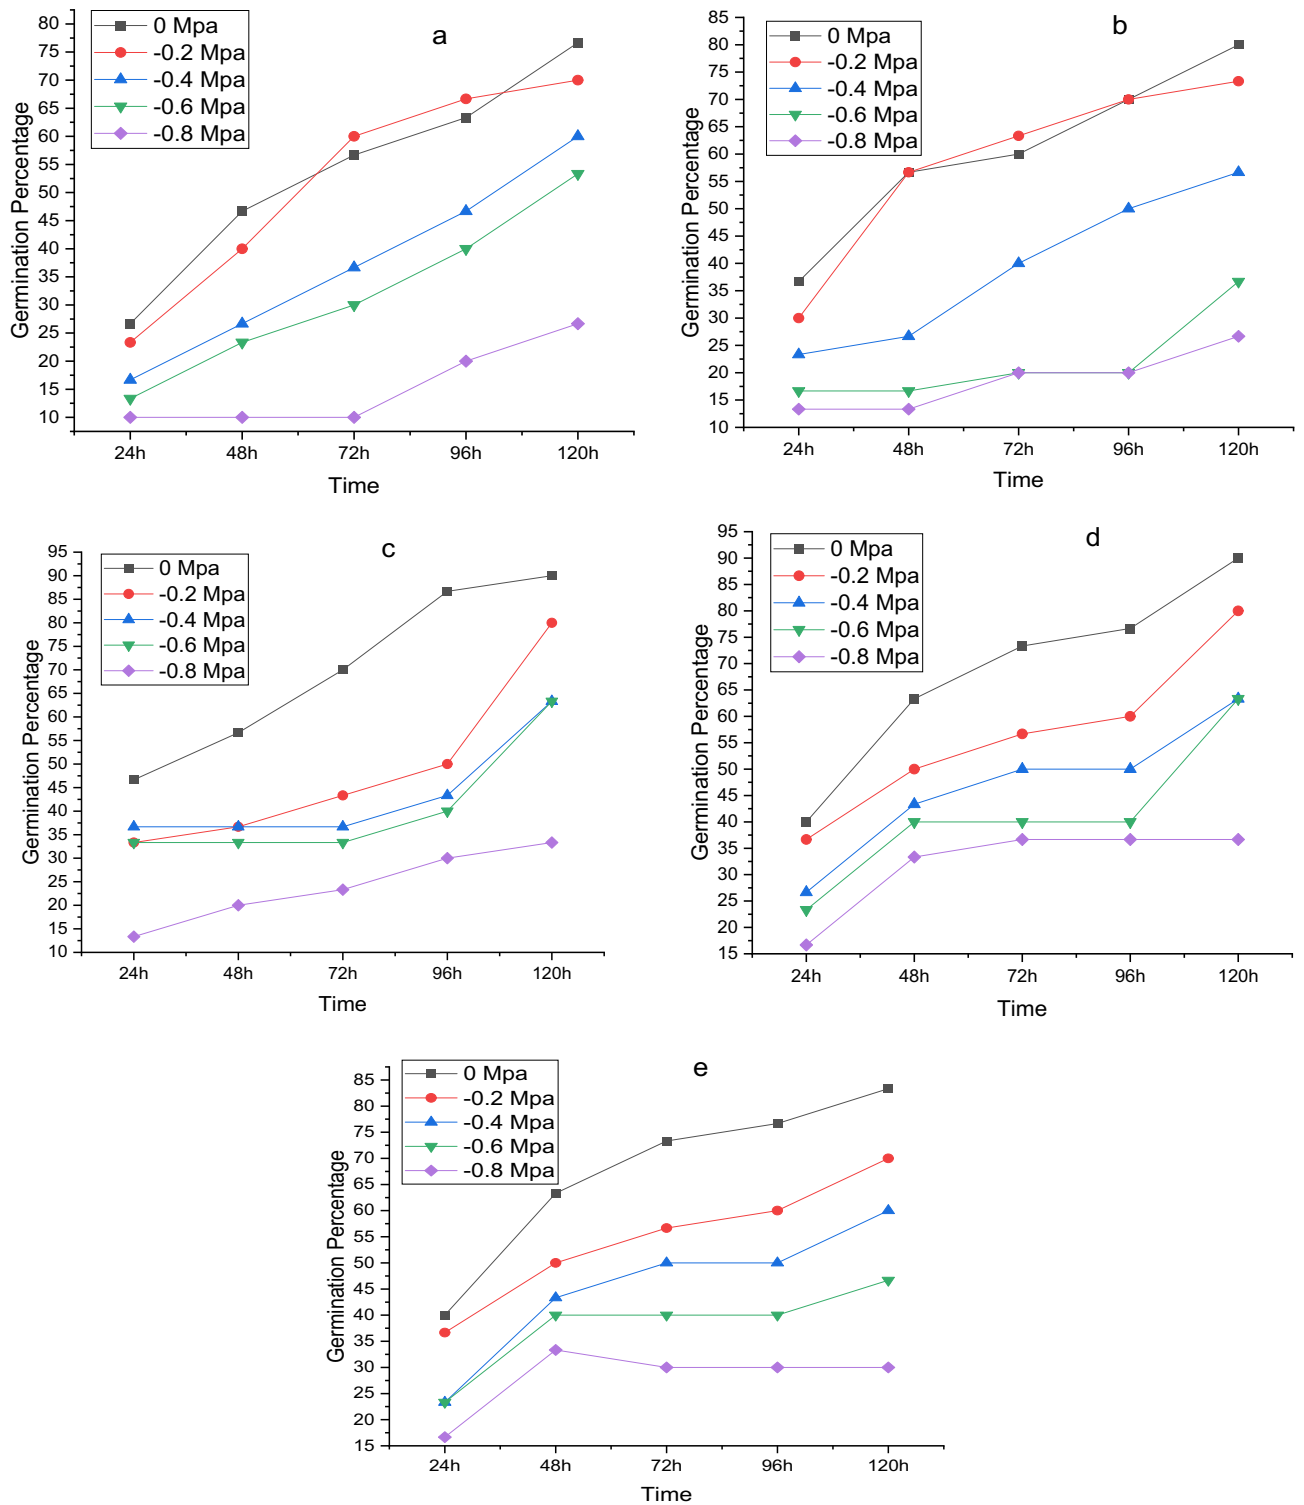 a
0 Mpa
-0.2 Mpa
-0.4 Mpa
-0.6 Mpa
-0.8 Mpa
Germination Percentage
80
75
70
65
60
55
50
45
40
35
30
25
20
15
10
24h 48h 72h 96h 120h
Time
b
0 Mpa
-0.2 Mpa
-0.4 Mpa
-0.6 Mpa
-0.8 Mpa
Germination Percentage
85
80
75
70
65
60
55
50
45
40
35
30
25
20
15
10
24h 48h 72h 96h 120h
Time
c
0 Mpa
-0.2 Mpa
-0.4 Mpa
-0.6 Mpa
-0.8 Mpa
Germination Percentage
95
90
85
80
75
70
65
60
55
50
45
40
35
30
25
20
15
10
24h 48h 72h 96h 120h
Time
d
0 Mpa
-0.2 Mpa
-0.4 Mpa
-0.6 Mpa
-0.8 Mpa
Germination Percentage
95
90
85
80
75
70
65
60
55
50
45
40
35
30
25
20
15
24h 48h 72h 96h 120h
Time
e
0 Mpa
-0.2 Mpa
-0.4 Mpa
-0.6 Mpa
-0.8 Mpa
Germination Percentage
85
80
75
70
65
60
55
50
45
40
35
30
25
20
15
24h 48h 72h 96h 120h
Time